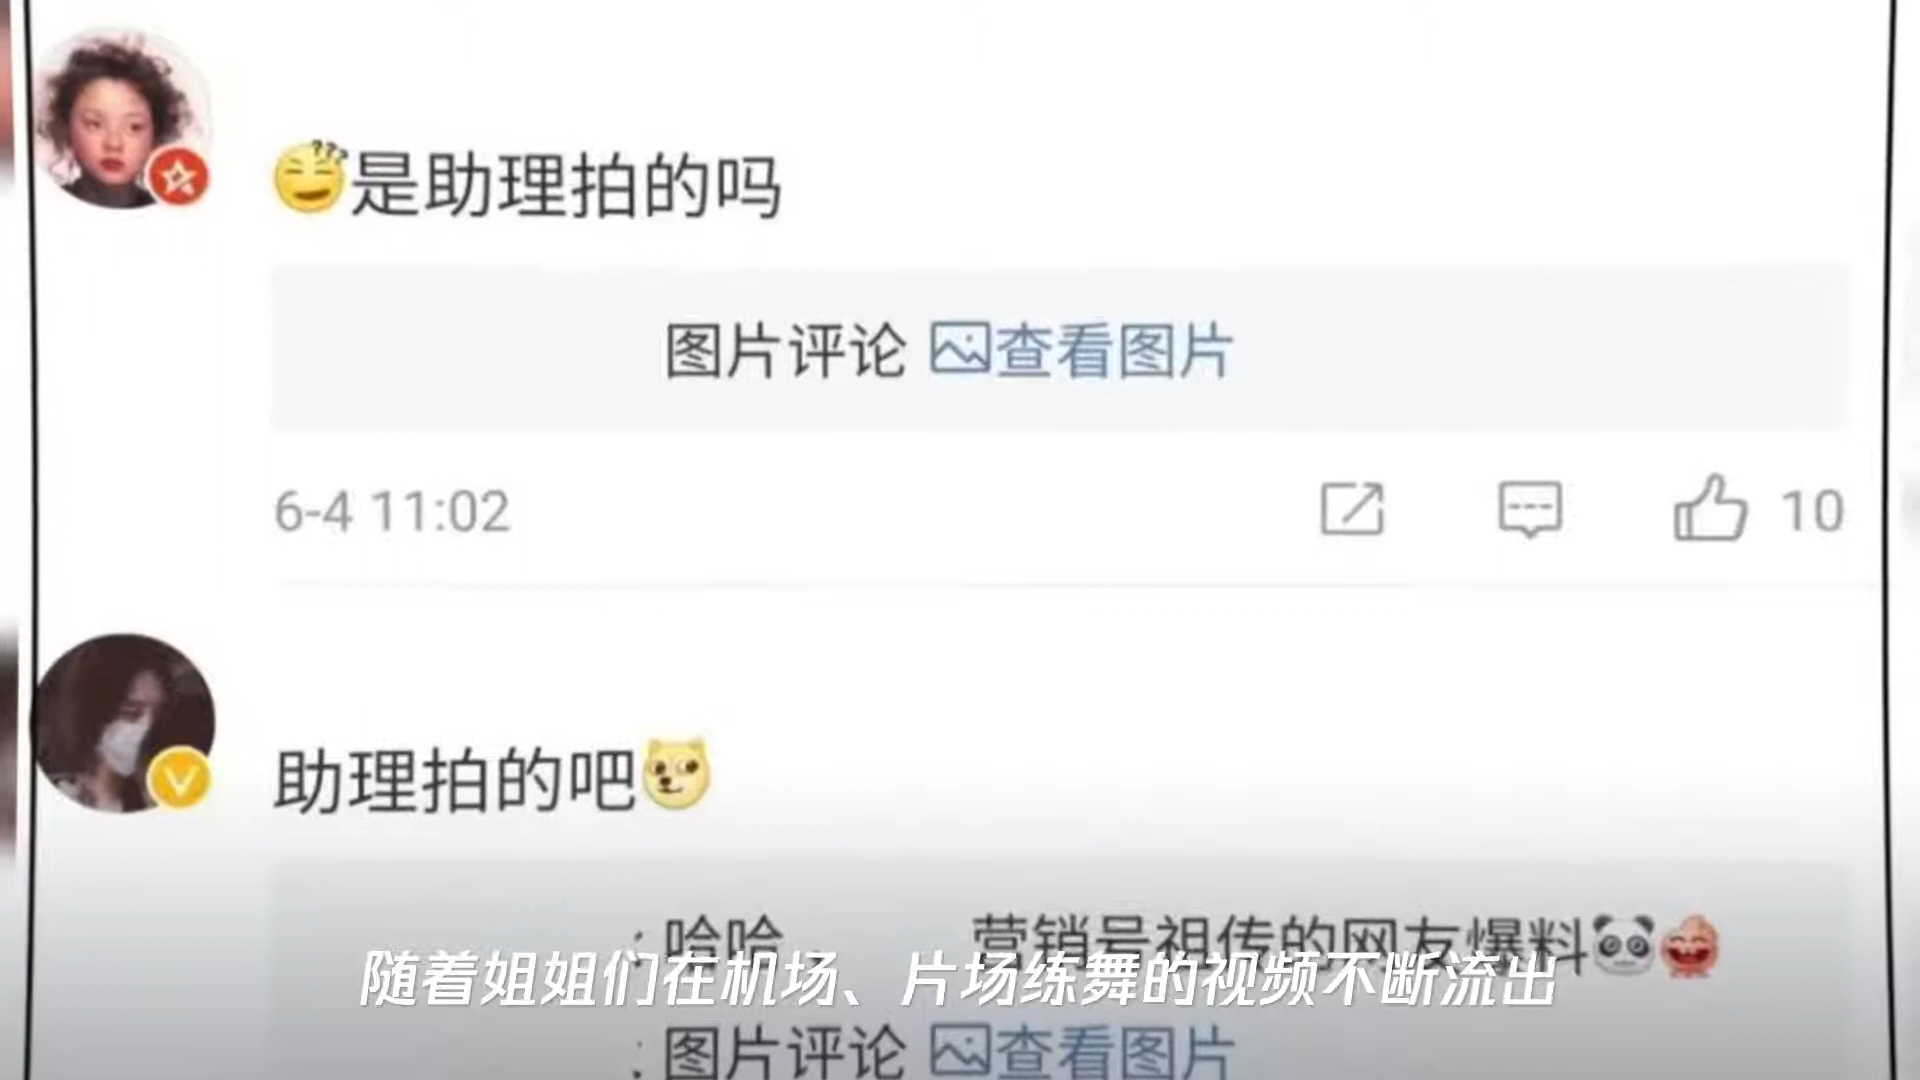 是助理拍的吗
图片评论 查看图片
6-4 11:02
10
助理拍的吧
: 哈哈 营销号祖传的网友爆料
随着姐姐们在机场、片场练舞的视频不断流出
: 图片评论 查看图片